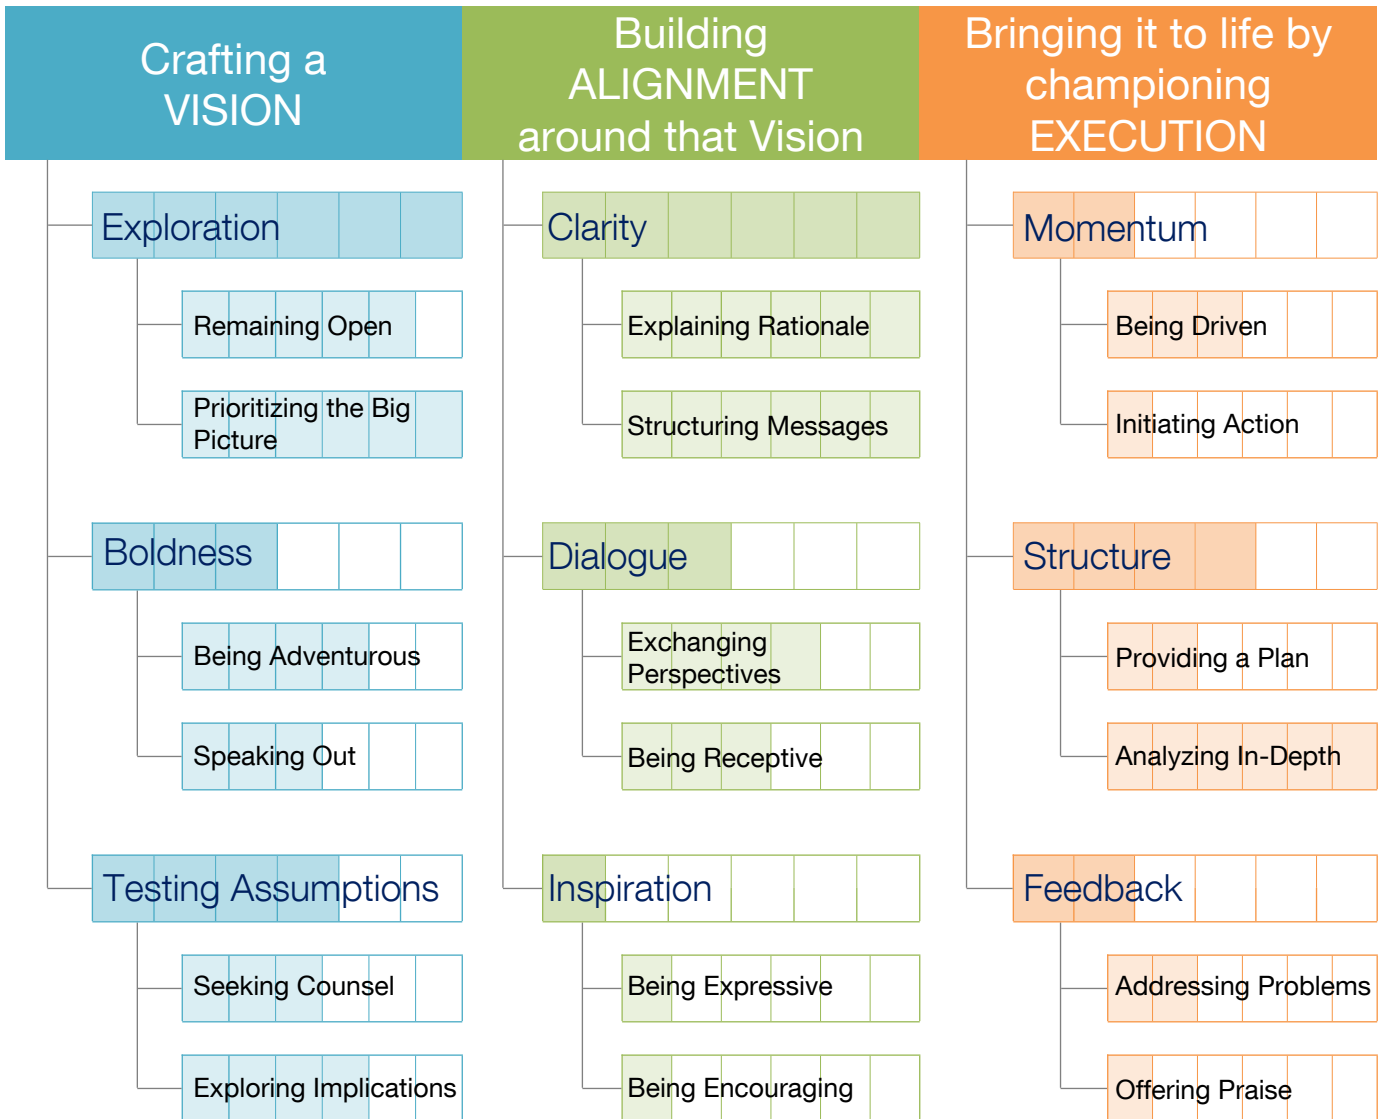 Crafting a
VISION
Building
ALIGNMENT
around that Vision
Bringing it to life by
championing
EXECUTION
Exploration
Remaining Open
Prioritizing the Big
Picture
Boldness
Being Adventurous
Speaking Out
Testing Assumptions
Seeking Counsel
Exploring Implications
Clarity
Explaining Rationale
Structuring Messages
Dialogue
Exchanging
Perspectives
Being Receptive
Inspiration
Being Expressive
Being Encouraging
Momentum
Being Driven
Initiating Action
Structure
Providing a Plan
Analyzing In-Depth
Feedback
Addressing Problems
Offering Praise